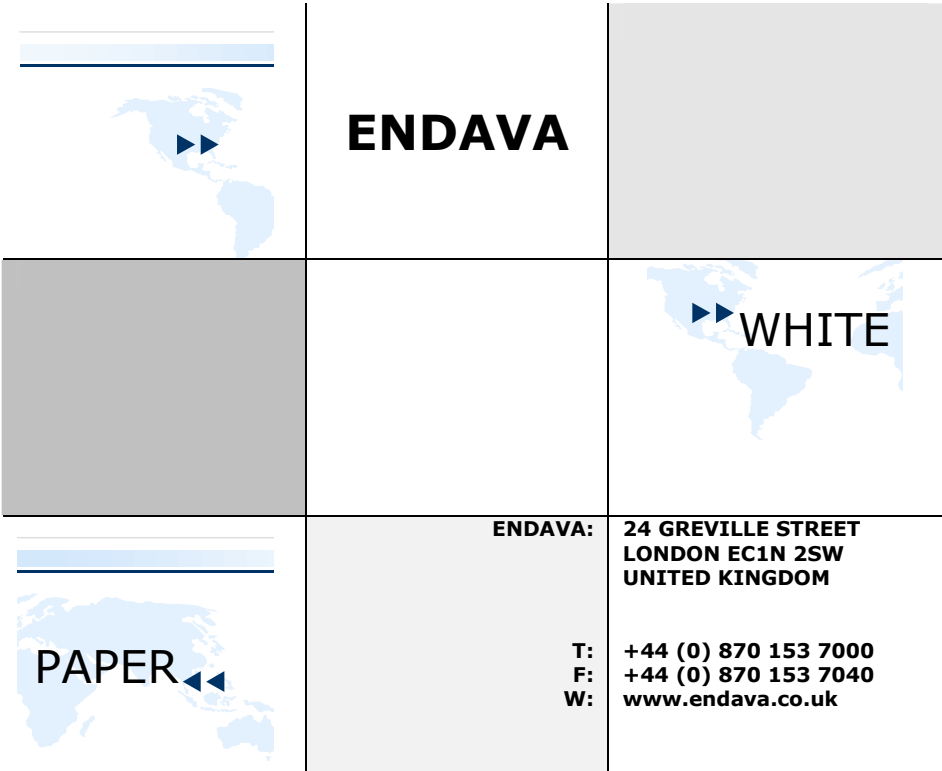 ENDAVA
WHITE
PAPER
ENDAVA: 24 GREVILLE STREET
LONDON EC1N 2SW
UNITED KINGDOM
T: +44 (0) 870 153 7000
F: +44 (0) 870 153 7040
W: www.endava.co.uk